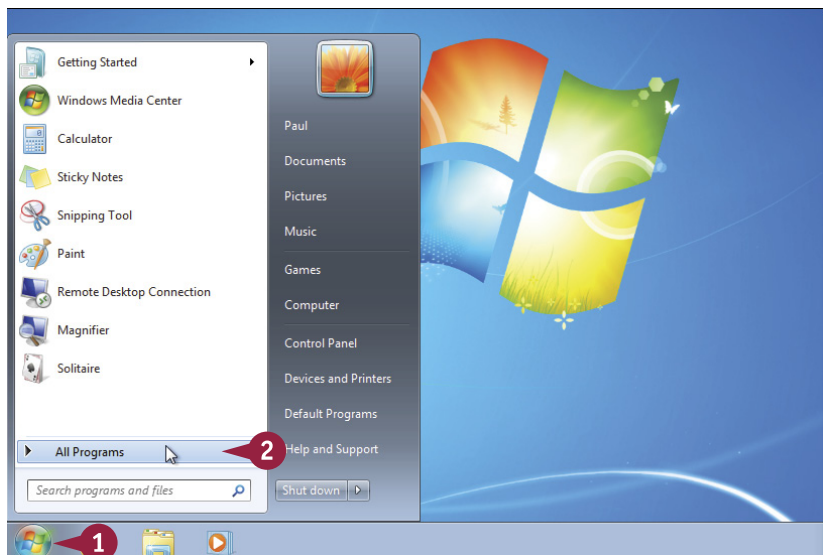 Getting Started
Windows Media Center
Calculator
Sticky Notes
Snipping Tool
Paint
Remote Desktop Connection
Magnifier
Solitaire
All Programs
Search programs and files
Paul
Documents
Pictures
Music
Games
Computer
Control Panel
Devices and Printers
Default Programs
Help and Support
Shut down
2
1